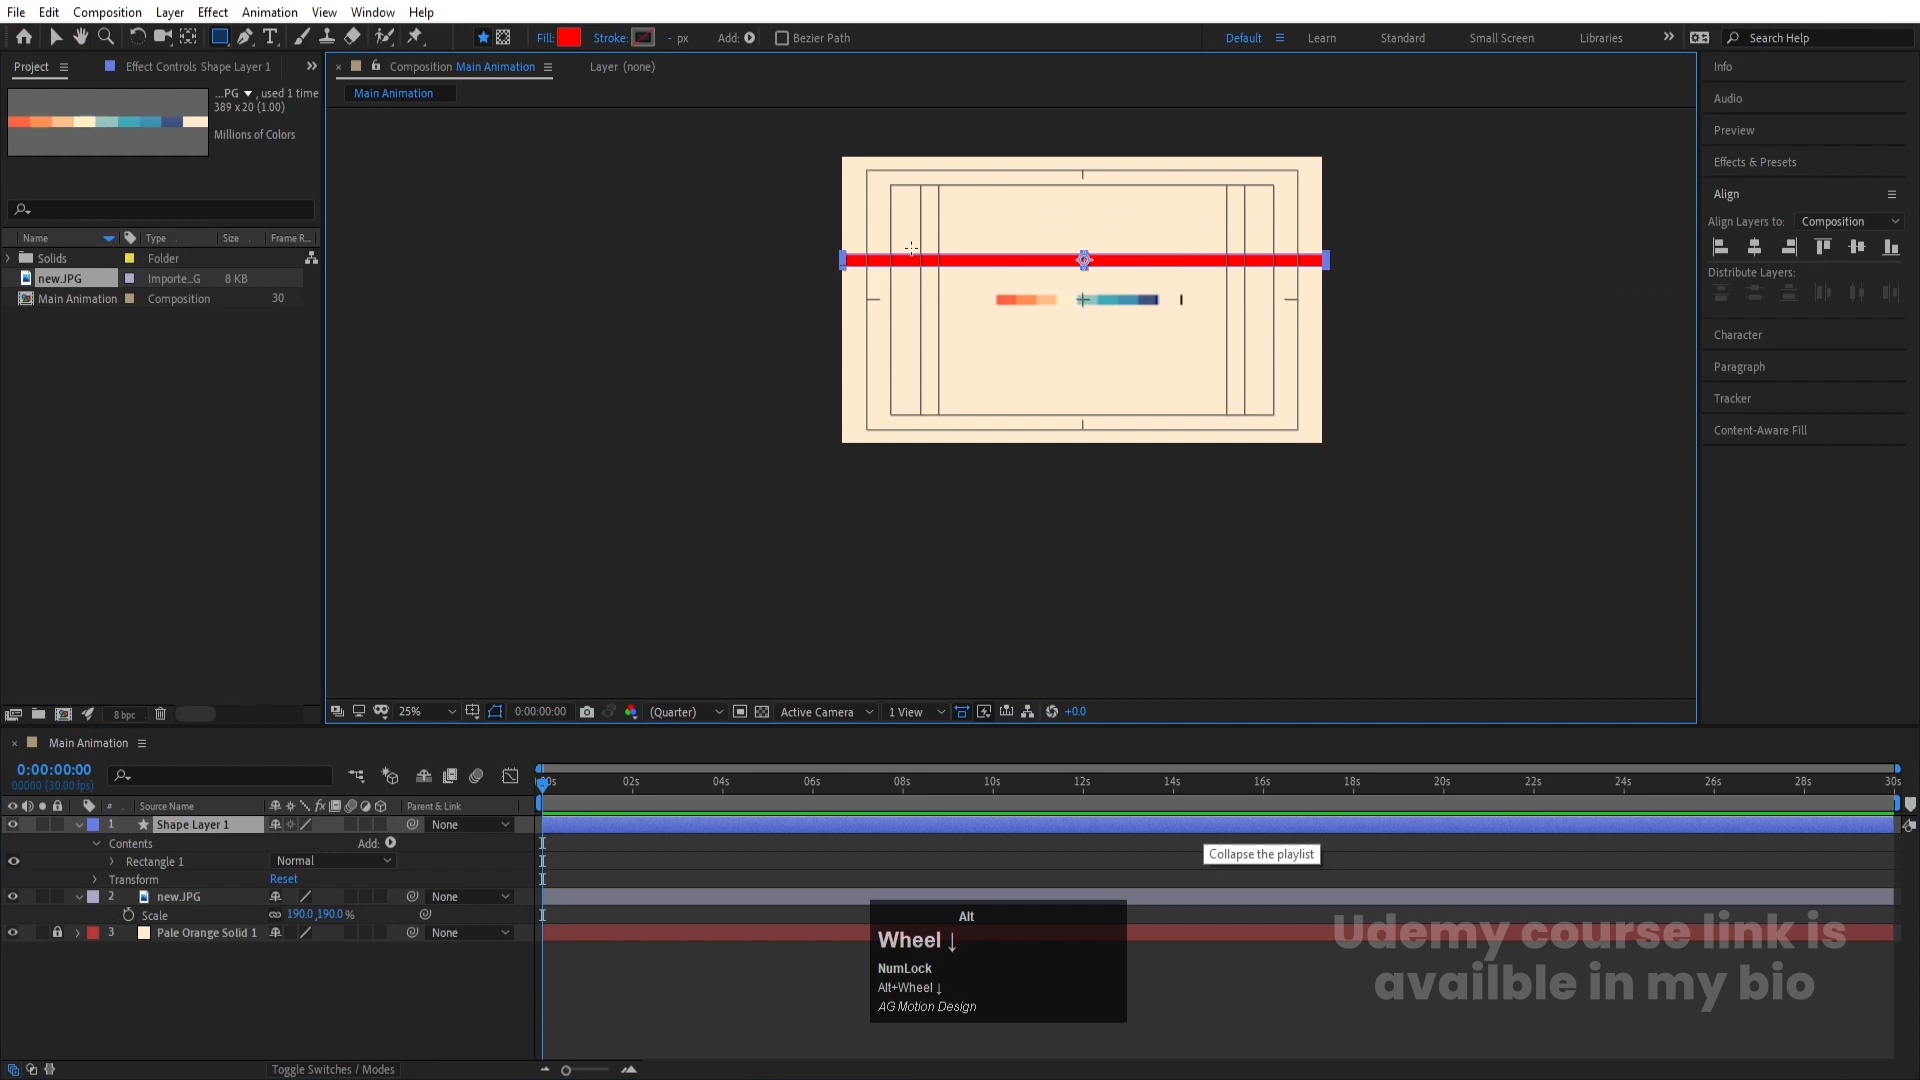 File Edit Composition Layer Effect Animation View Window Help
Fill: Stroke: - px Add: Bezier Path Default Learn Standard Small Screen Libraries Search Help
Project Effect Controls Shape Layer 1
Composition Main Animation Layer (none)
Main Animation
...PG , used 1 time
389 x 20 (1.00)
Millions of Colors
Name Type Size Frame R...
Solids Folder
new.JPG Importe...G 8 KB
Main Animation Composition 30
8 bpc
25% 0:00:00:00 (Quarter) Active Camera 1 View +0.0
Info
Audio
Preview
Effects & Presets
Align
Align Layers to: Composition
Distribute Layers:
Character
Paragraph
Tracker
Content-Aware Fill
Main Animation
0:00:00:00
00000 (30.00 fps)
:00s 02s 04s 06s 08s 10s 12s 14s 16s 18s 20s 22s 24s 26s 28s 30s
# Source Name fx Parent & Link
1 Shape Layer 1 None
Contents Add:
Rectangle 1 Normal
Transform Reset
2 new.JPG None
Scale 190.0,190.0%
3 Pale Orange Solid 1 None
Toggle Switches / Modes
Collapse the playlist
Alt
Wheel ↓
NumLock
Alt+Wheel ↓
AG Motion Design
Udemy course link is
availble in my bio